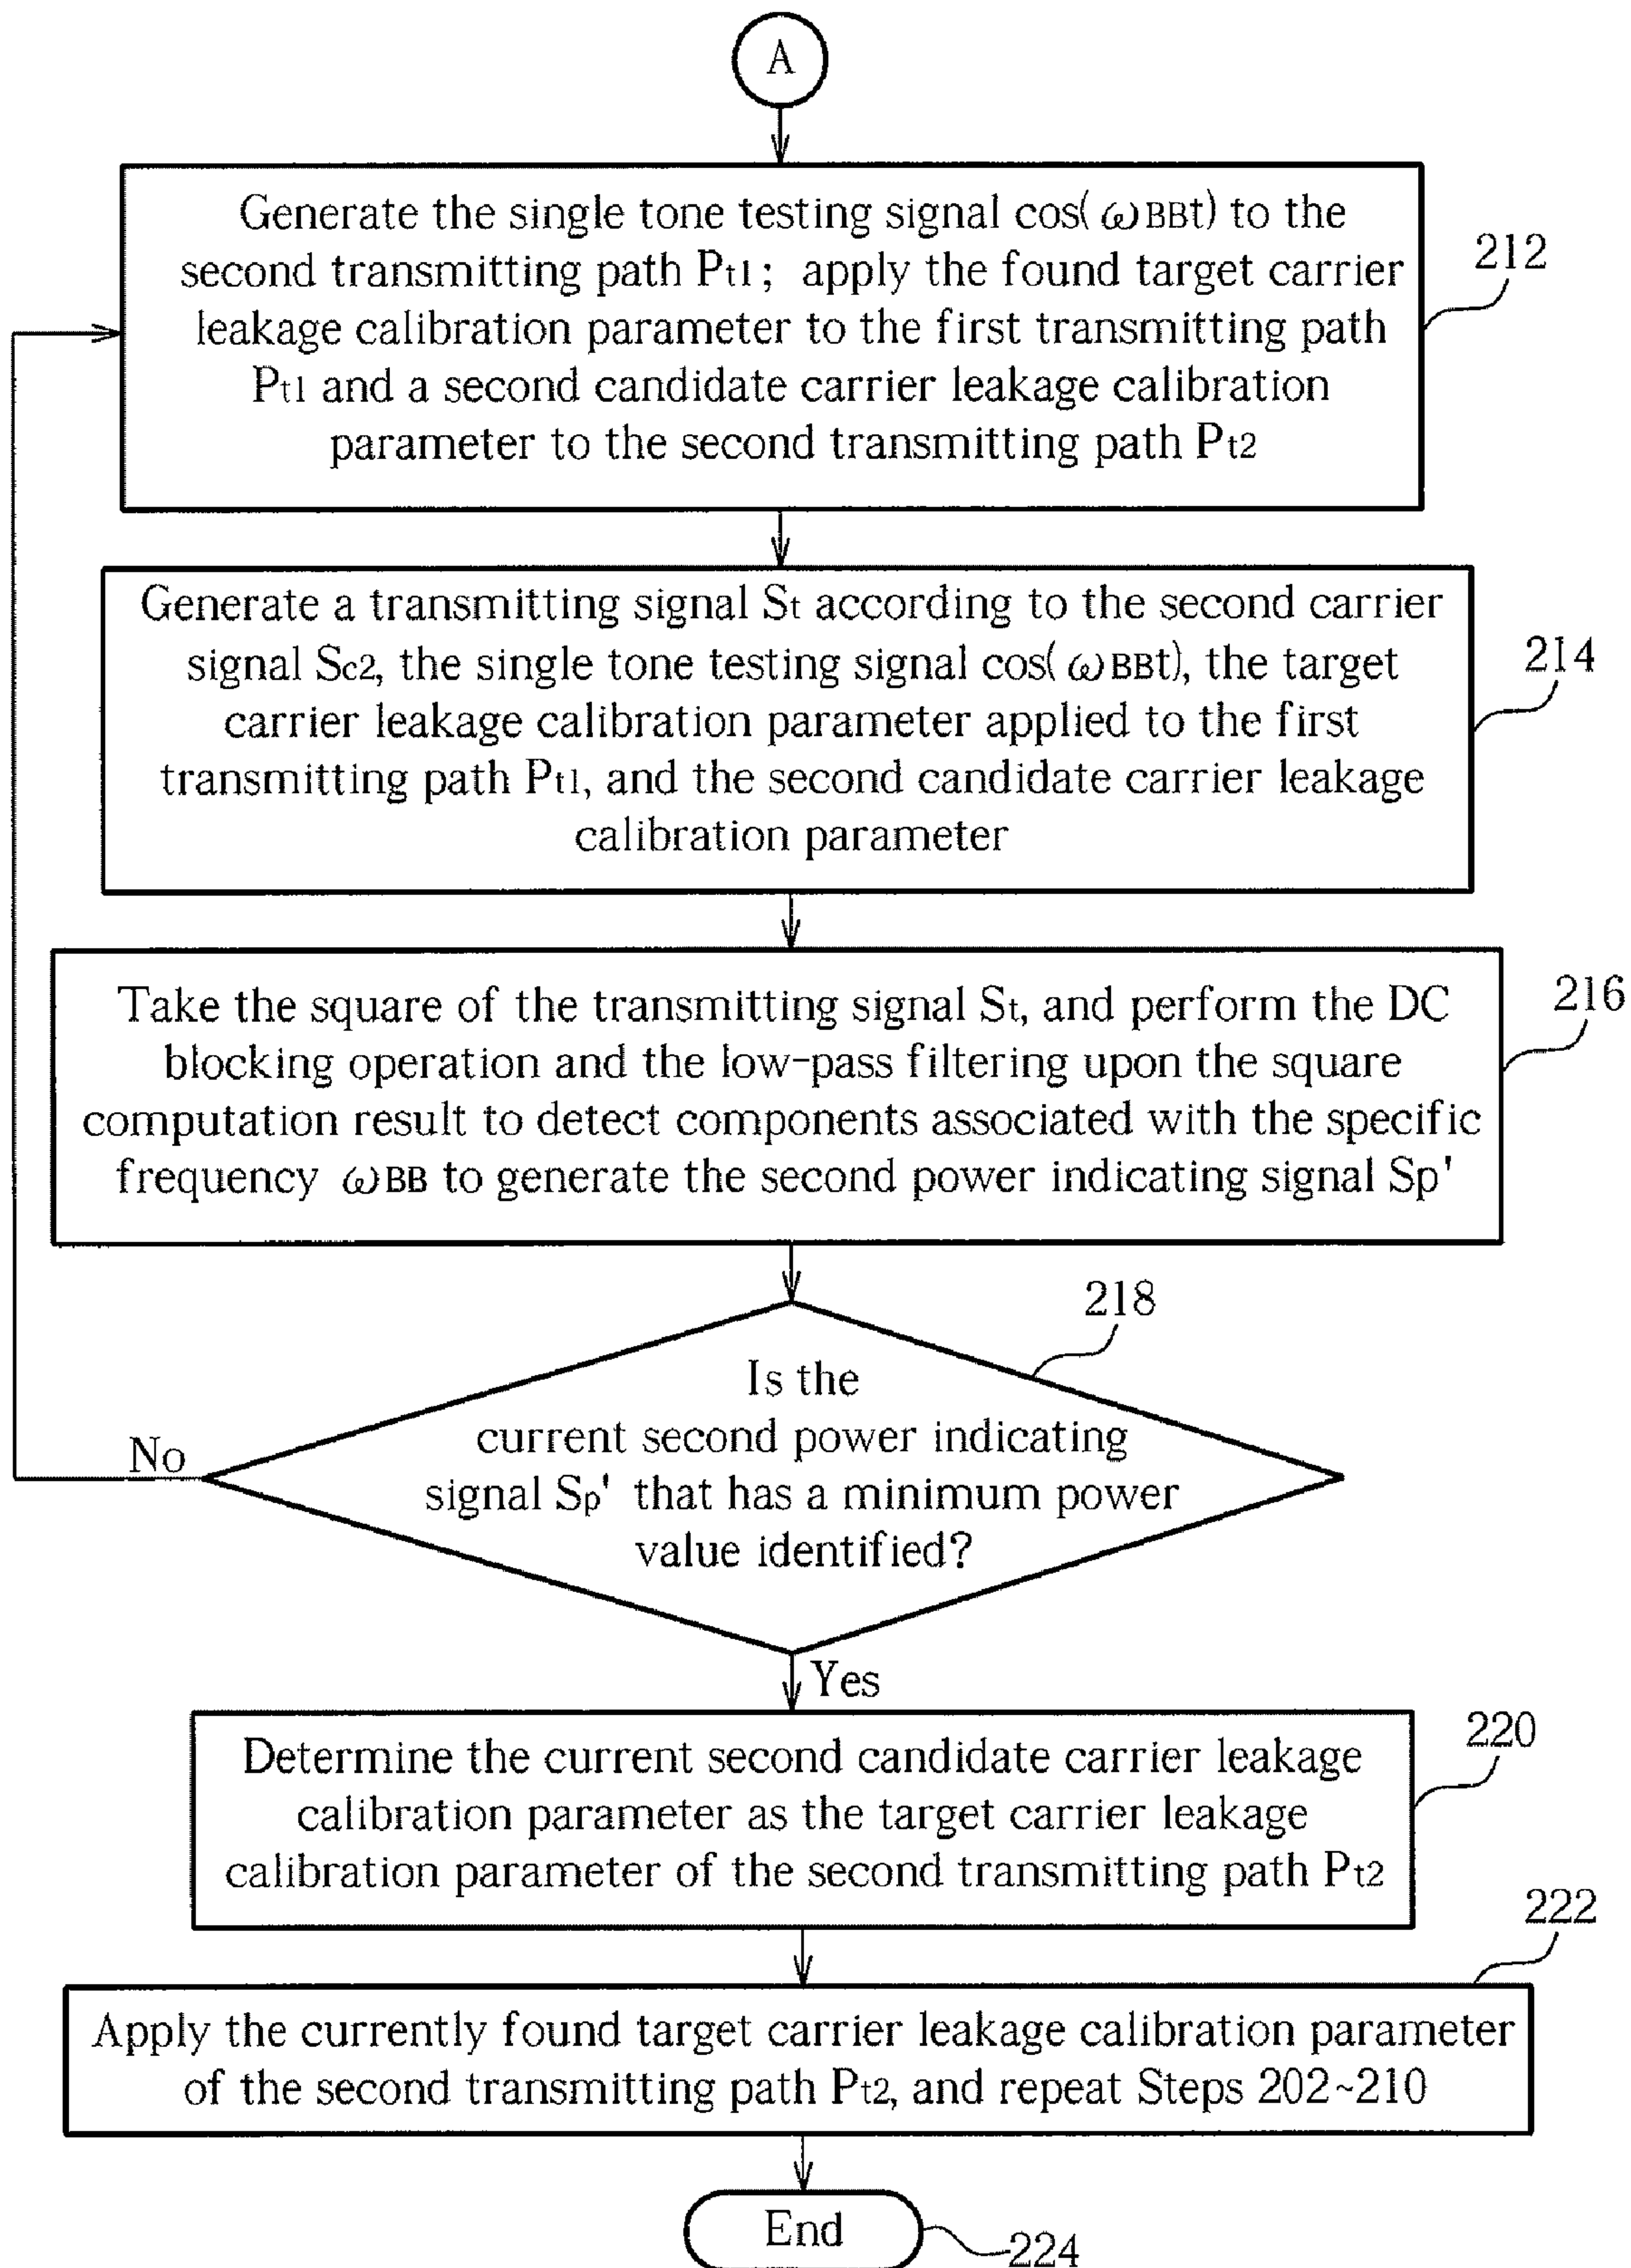 A
Generate the single tone testing signal cos( ωBBt) to the
second transmitting path Pt1; apply the found target carrier
leakage calibration parameter to the first transmitting path
Pt1 and a second candidate carrier leakage calibration
parameter to the second transmitting path Pt2
212
Generate a transmitting signal St according to the second carrier
signal Sc2, the single tone testing signal cos( ωBBt), the target
carrier leakage calibration parameter applied to the first
transmitting path Pt1, and the second candidate carrier leakage
calibration parameter
214
Take the square of the transmitting signal St, and perform the DC
blocking operation and the low-pass filtering upon the square
computation result to detect components associated with the specific
frequency ωBB to generate the second power indicating signal Sp'
216
218
Is the
current second power indicating
signal Sp' that has a minimum power
value identified?
No
Yes
Determine the current second candidate carrier leakage
calibration parameter as the target carrier leakage
calibration parameter of the second transmitting path Pt2
220
222
Apply the currently found target carrier leakage calibration parameter
of the second transmitting path Pt2, and repeat Steps 202~210
End
224